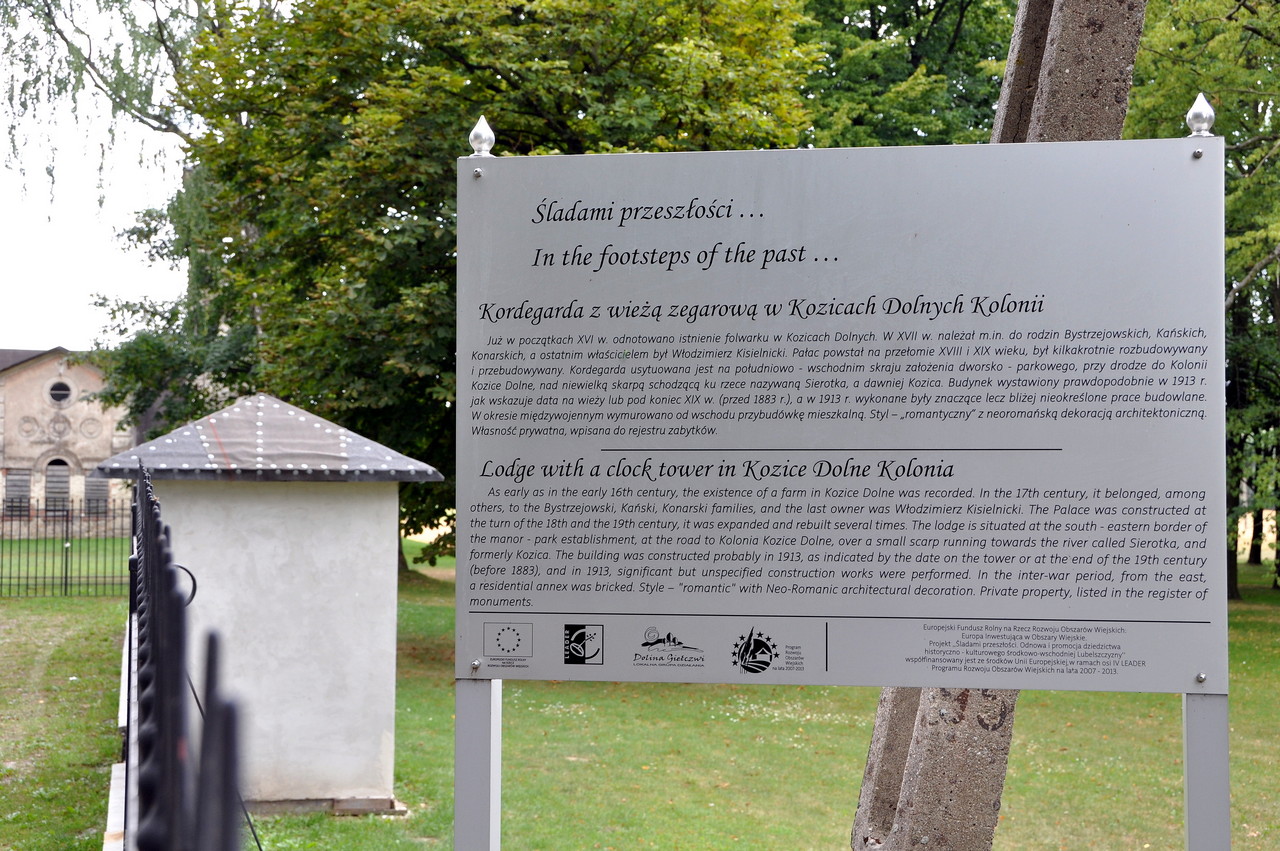 Śladami przeszłości ...
In the footsteps of the past ...
Kordegarda z wieżą zegarową w Kozicach Dolnych Kolonii
Już w początkach XVI w. odnotowano istnienie folwarku w Kozicach Dolnych. W XVII w. należał m.in. do rodzin Bystrzejowskich, Kańskich,
Konarskich, a ostatnim właścicielem był Włodzimierz Kisielnicki. Pałac powstał na przełomie XVIII i XIX wieku, był kilkakrotnie rozbudowywany
i przebudowywany. Kordegarda usytuowana jest na południowo - wschodnim skraju założenia dworsko - parkowego, przy drodze do Kolonii
Kozice Dolne, nad niewielką skarpą schodzącą ku rzece nazywaną Sierotka, a dawniej Kozica. Budynek wystawiony prawdopodobnie w 1913 r.
jak wskazuje data na wieży lub pod koniec XIX w. (przed 1883 r.), a w 1913 r. wykonane były znaczące lecz bliżej nieokreślone prace budowlane.
W okresie międzywojennym wymurowano od wschodu przybudówkę mieszkalną. Styl – „romantyczny" z neoromańską dekoracją architektoniczną.
Własność prywatna, wpisana do rejestru zabytków.
Lodge with a clock tower in Kozice Dolne Kolonia
As early as in the early 16th century, the existence of a farm in Kozice Dolne was recorded. In the 17th century, it belonged, among
others, to the Bystrzejowski, Kański, Konarski families, and the last owner was Włodzimierz Kisielnicki. The Palace was constructed at
the turn of the 18th and the 19th century, it was expanded and rebuilt several times. The lodge is situated at the south - eastern border of
the manor - park establishment, at the road to Kolonia Kozice Dolne, over a small scarp running towards the river called Sierotka, and
formerly Kozica. The building was constructed probably in 1913, as indicated by the date on the tower or at the end of the 19th century
(before 1883), and in 1913, significant but unspecified construction works were performed. In the inter-war period, from the east,
a residential annex was bricked. Style – "romantic" with Neo-Romanic architectural decoration. Private property, listed in the register of
monuments.
LEADER
Dolina Giełczwi
Program
Rozwoju
Obszarów
Wiejskich
na lata 2007-2013
Europejski Fundusz Rolny na Rzecz Rozwoju Obszarów Wiejskich:
Europa Inwestująca w Obszary Wiejskie.
Projekt „Śladami przeszłości. Odnowa i promocja dziedzictwa
historyczno - kulturowego środkowo-wschodniej Lubelszczyzny"
współfinansowany jest ze środków Unii Europejskiej w ramach osi IV LEADER
Programu Rozwoju Obszarów Wiejskich na lata 2007 - 2013.